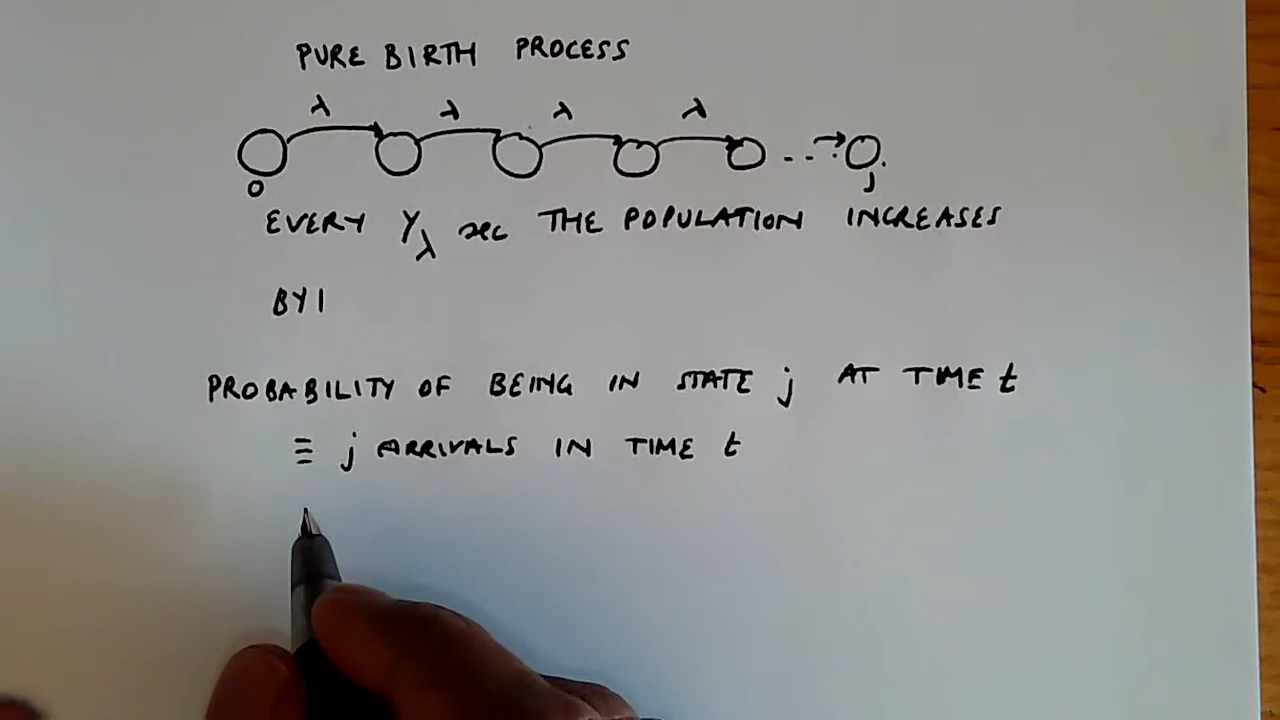 PURE BIRTH PROCESS
λ λ λ λ
0 j
EVERY 1/λ sec THE POPULATION INCREASES
BY 1
PROBABILITY OF BEING IN STATE j AT TIME t
≡ j ARRIVALS IN TIME t